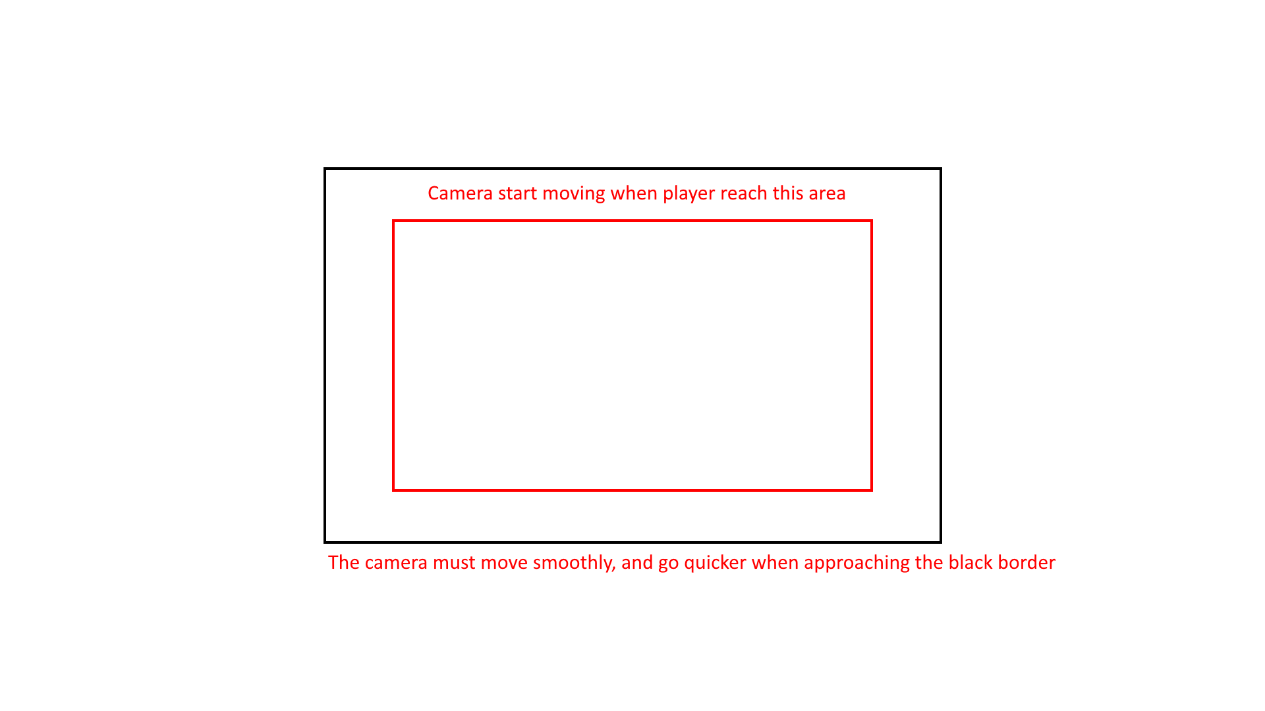 Camera start moving when player reach this area
The camera must move smoothly, and go quicker when approaching the black border